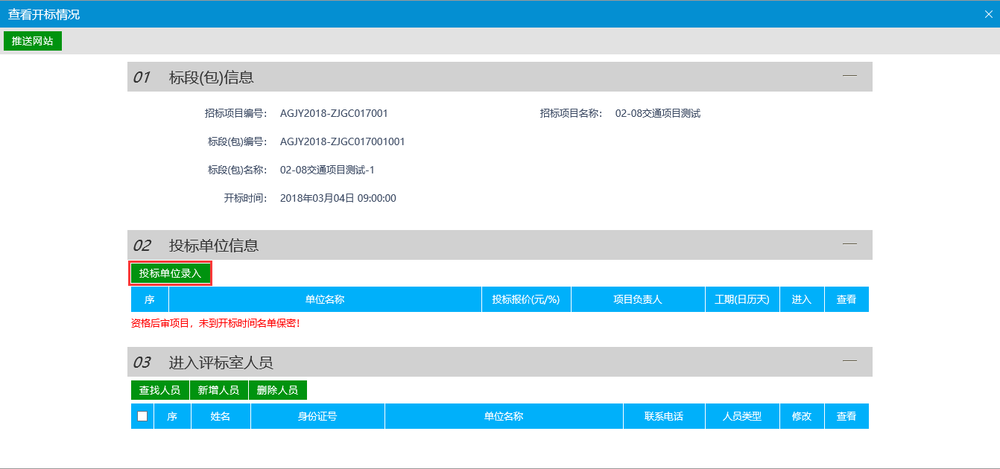 查看开标情况
推送网站
01 标段(包)信息
招标项目编号： AGJY2018-ZJGC017001 招标项目名称： 02-08交通项目测试
标段(包)编号： AGJY2018-ZJGC017001001
标段(包)名称： 02-08交通项目测试-1
开标时间： 2018年03月04日 09:00:00
02 投标单位信息
投标单位录入
序 单位名称 投标报价(元/%) 项目负责人 工期(日历天) 进入 查看
资格后审项目，未到开标时间名单保密！
03 进入评标室人员
查找人员 新增人员 删除人员
序 姓名 身份证号 单位名称 联系电话 人员类型 修改 查看